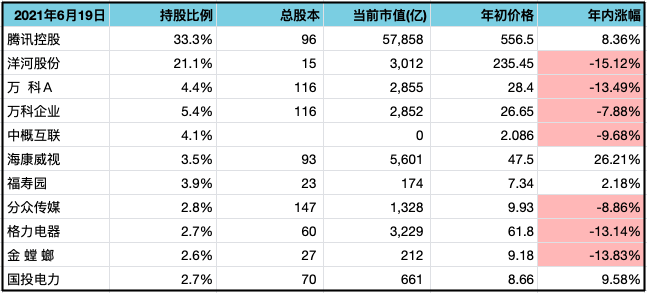 2021年6月19日 持股比例 总股本 当前市值(亿) 年初价格 年内涨幅
腾讯控股 33.3% 96 57,858 556.5 8.36%
洋河股份 21.1% 15 3,012 235.45 -15.12%
万 科A 4.4% 116 2,855 28.4 -13.49%
万科企业 5.4% 116 2,852 26.65 -7.88%
中概互联 4.1% 0 2.086 -9.68%
海康威视 3.5% 93 5,601 47.5 26.21%
福寿园 3.9% 23 174 7.34 2.18%
分众传媒 2.8% 147 1,328 9.93 -8.86%
格力电器 2.7% 60 3,229 61.8 -13.14%
金 螳 螂 2.6% 27 212 9.18 -13.83%
国投电力 2.7% 70 661 8.66 9.58%